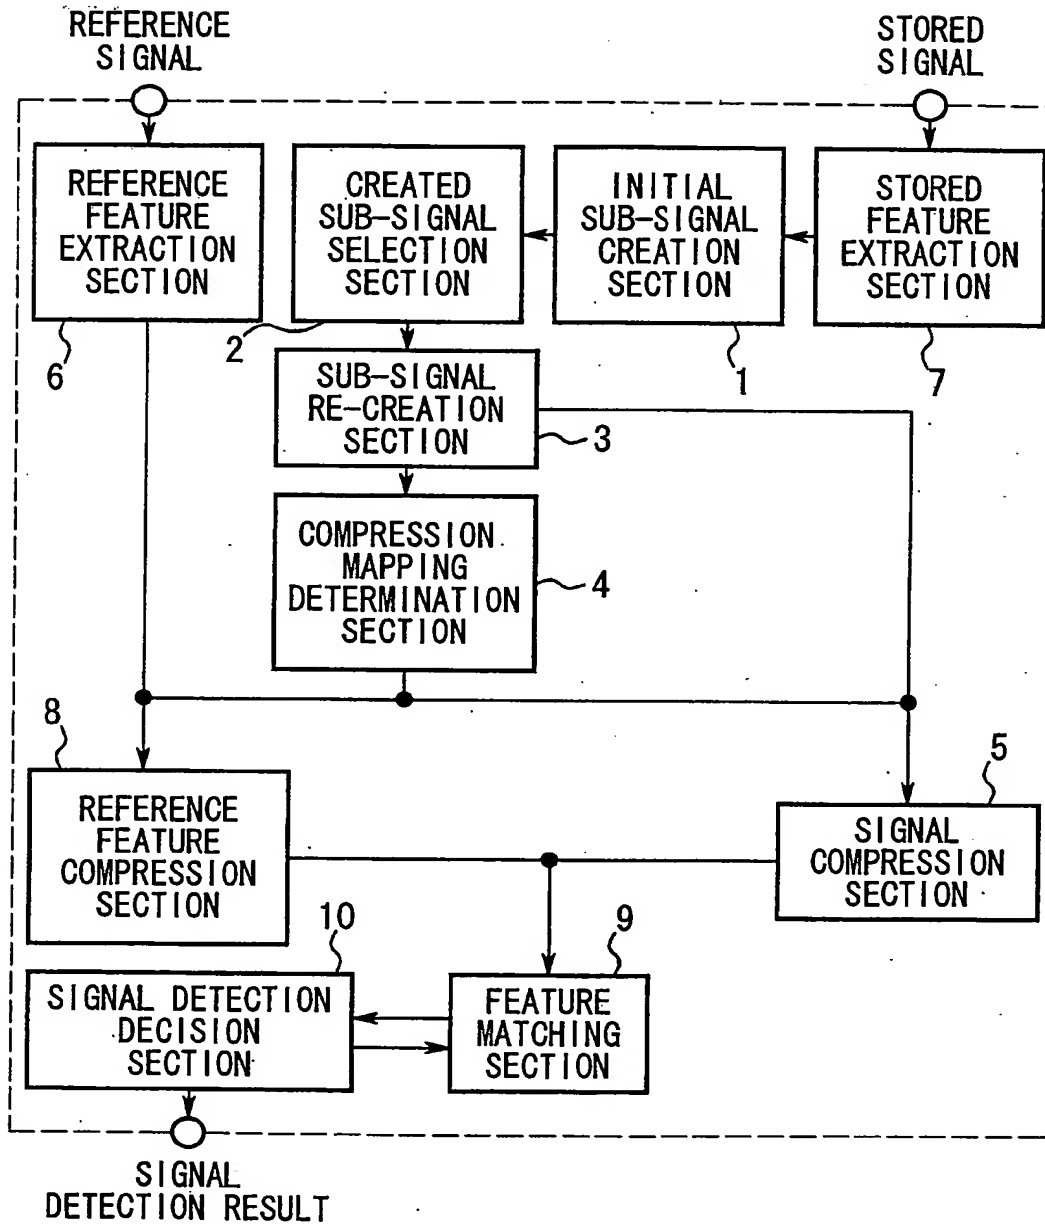 REFERENCE
SIGNAL
STORED
SIGNAL
REFERENCE
FEATURE
EXTRACTION
SECTION
6
CREATED
SUB-SIGNAL
SELECTION
SECTION
2
INITIAL
SUB-SIGNAL
CREATION
SECTION
1
STORED
FEATURE
EXTRACTION
SECTION
7
SUB-SIGNAL
RE-CREATION
SECTION
3
COMPRESSION
MAPPING
DETERMINATION
SECTION
4
8
REFERENCE
FEATURE
COMPRESSION
SECTION
5
SIGNAL
COMPRESSION
SECTION
10
SIGNAL DETECTION
DECISION
SECTION
9
FEATURE
MATCHING
SECTION
SIGNAL
DETECTION RESULT